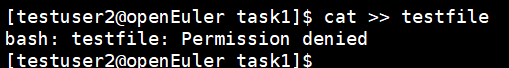 [testuser2@openEuler task1]$ cat >> testfile
bash: testfile: Permission denied
[testuser2@openEuler task1]$